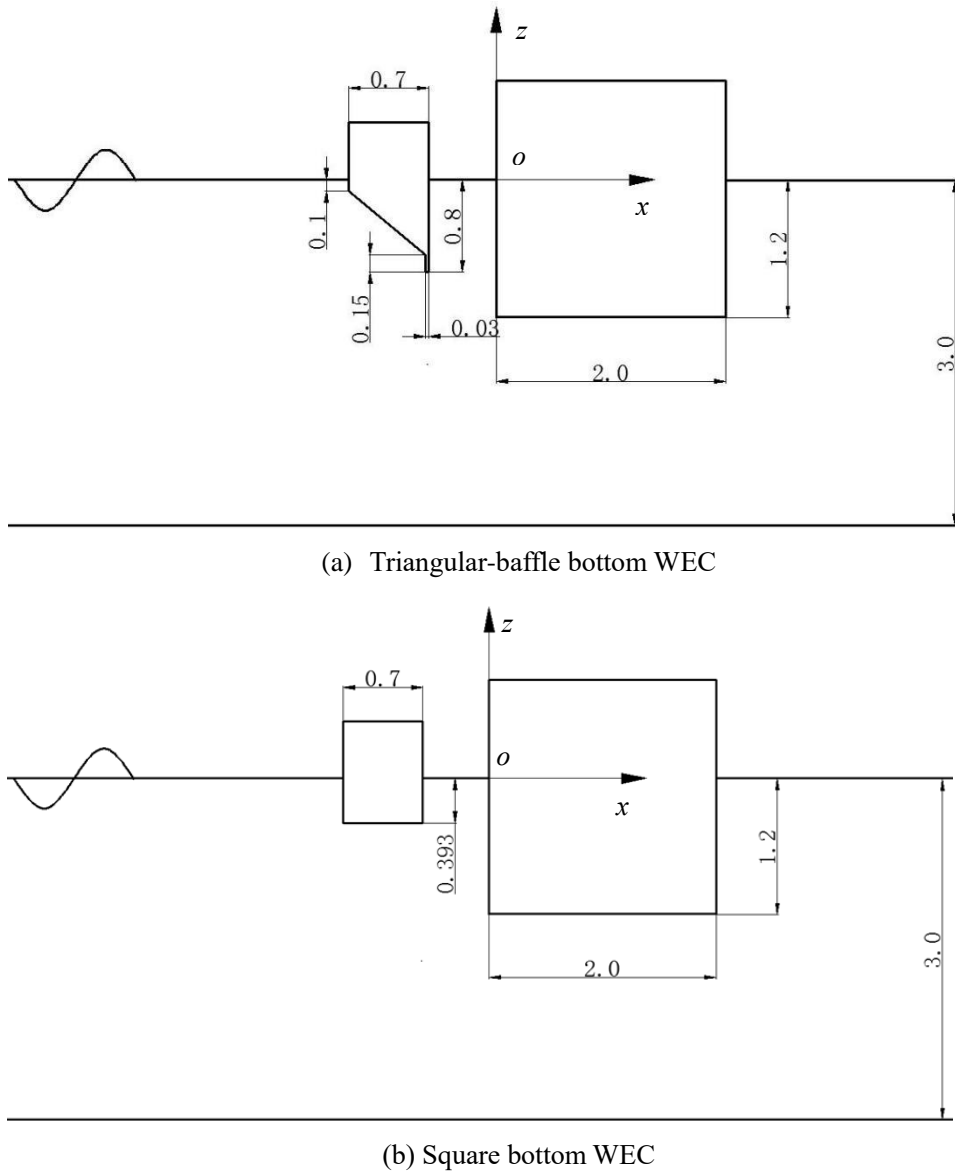 z
0.7
o
x
0.1
0.8
0.15
0.03
1.2
2.0
3.0
(a) Triangular-baffle bottom WEC
z
0.7
o
x
0.393
1.2
2.0
3.0
(b) Square bottom WEC